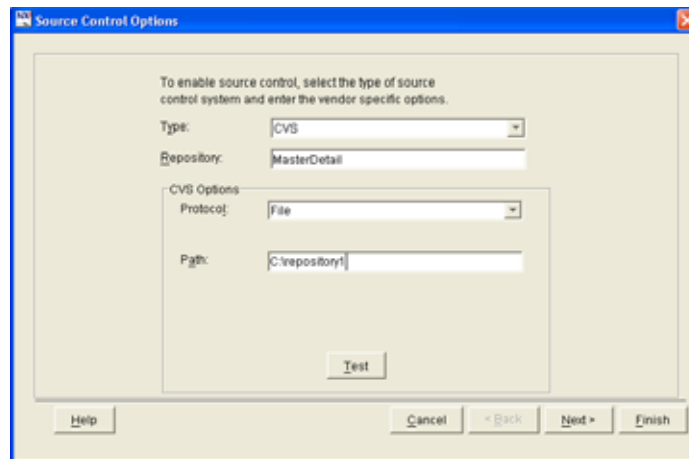 Source Control Options
To enable source control, select the type of source
control system and enter the vendor specific options.
Type: CVS
Repository: MasterDetail
CVS Options
Protocol: File
Path: C:\repository1
Test
Help Cancel < Back Next > Finish